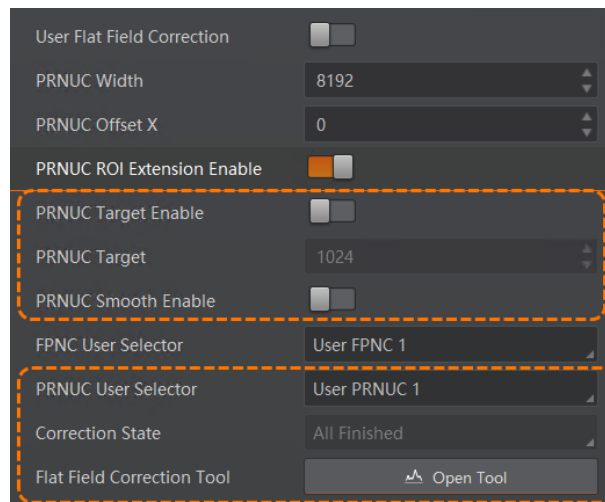 User Flat Field Correction
PRNUC Width 8192
PRNUC Offset X 0
PRNUC ROI Extension Enable
PRNUC Target Enable
PRNUC Target 1024
PRNUC Smooth Enable
FPNC User Selector User FPNC 1
PRNUC User Selector User PRNUC 1
Correction State All Finished
Flat Field Correction Tool Open Tool